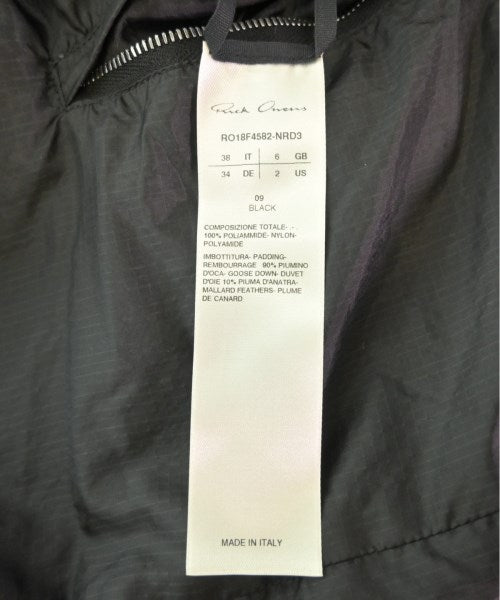 Rick Owens
RO18F4582-NRD3
38 IT 6 GB
34 DE 2 US
09
BLACK
COMPOSIZIONE TOTALE- .-.
100% POLIAMMIDE- NYLON-
POLYAMIDE
IMBOTTITURA- PADDING-
REMBOURRAGE 90% PIUMINO
D'OCA- GOOSE DOWN- DUVET
D'OIE 10% PIUMA D'ANATRA-
MALLARD FEATHERS- PLUME
DE CANARD
MADE IN ITALY